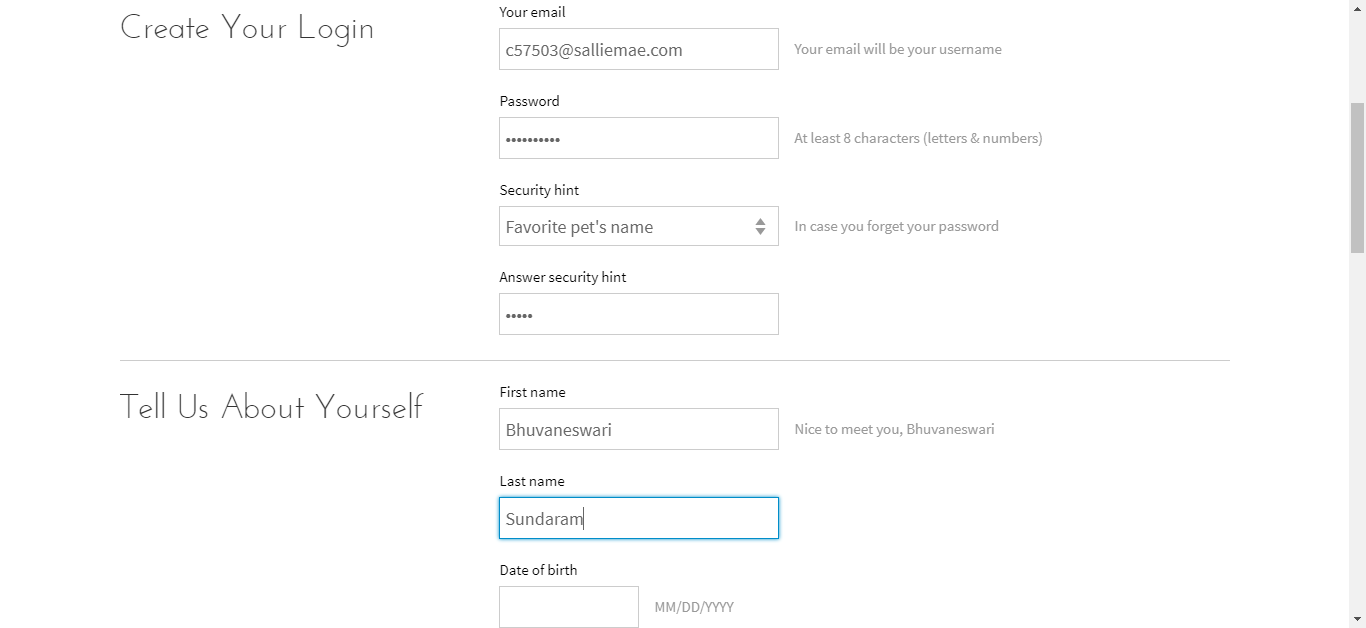 Create Your Login
Your email
c57503@salliemae.com
Your email will be your username
Password
••••••••••
At least 8 characters (letters & numbers)
Security hint
Favorite pet's name
In case you forget your password
Answer security hint
•••••
Tell Us About Yourself
First name
Bhuvaneswari
Nice to meet you, Bhuvaneswari
Last name
Sundaram
Date of birth
MM/DD/YYYY